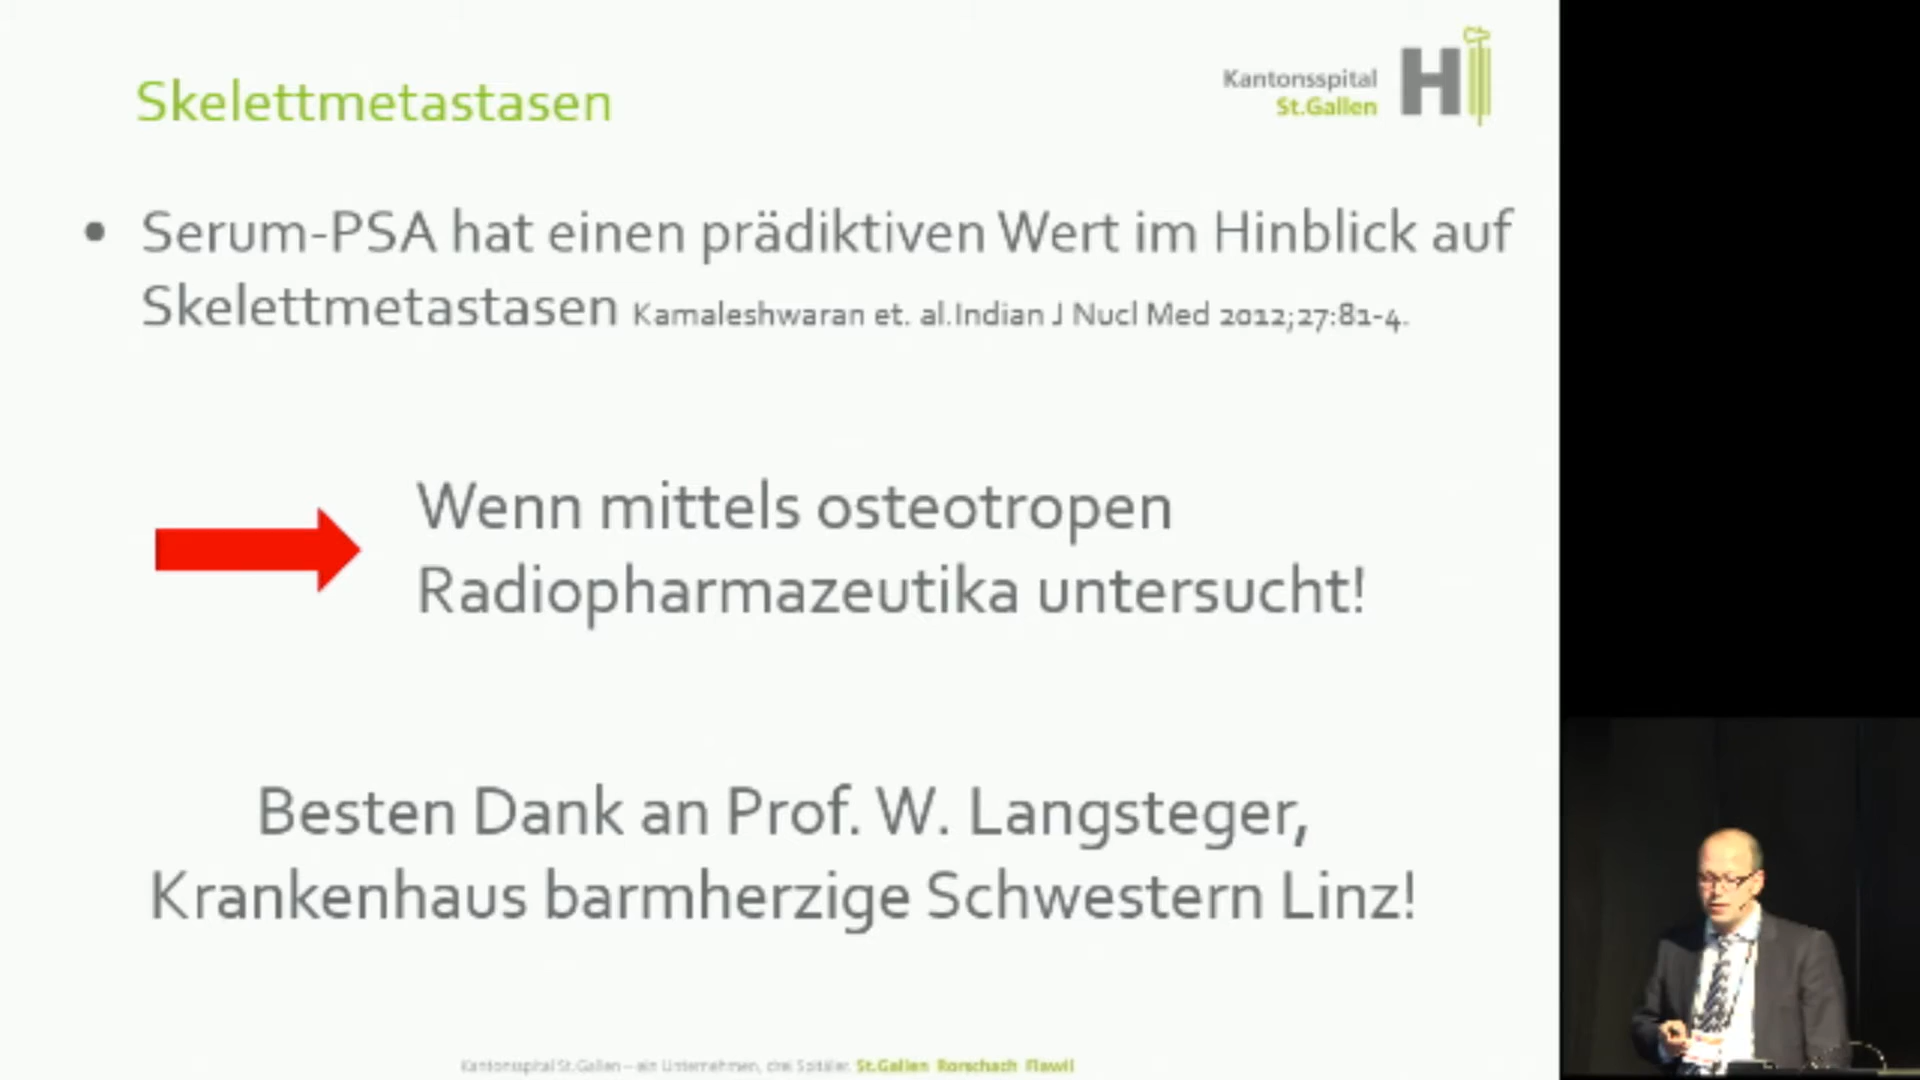 Skelettmetastasen
Kantonsspital
St.Gallen
• Serum-PSA hat einen prädiktiven Wert im Hinblick auf
Skelettmetastasen Kamaleshwaran et. al.Indian J Nucl Med 2012;27:81-4.
Wenn mittels osteotropen
Radiopharmazeutika untersucht!
Besten Dank an Prof. W. Langsteger,
Krankenhaus barmherzige Schwestern Linz!
Kantonsspital St.Gallen – ein Unternehmen, drei Spitäler. St.Gallen Rorschach Flawil